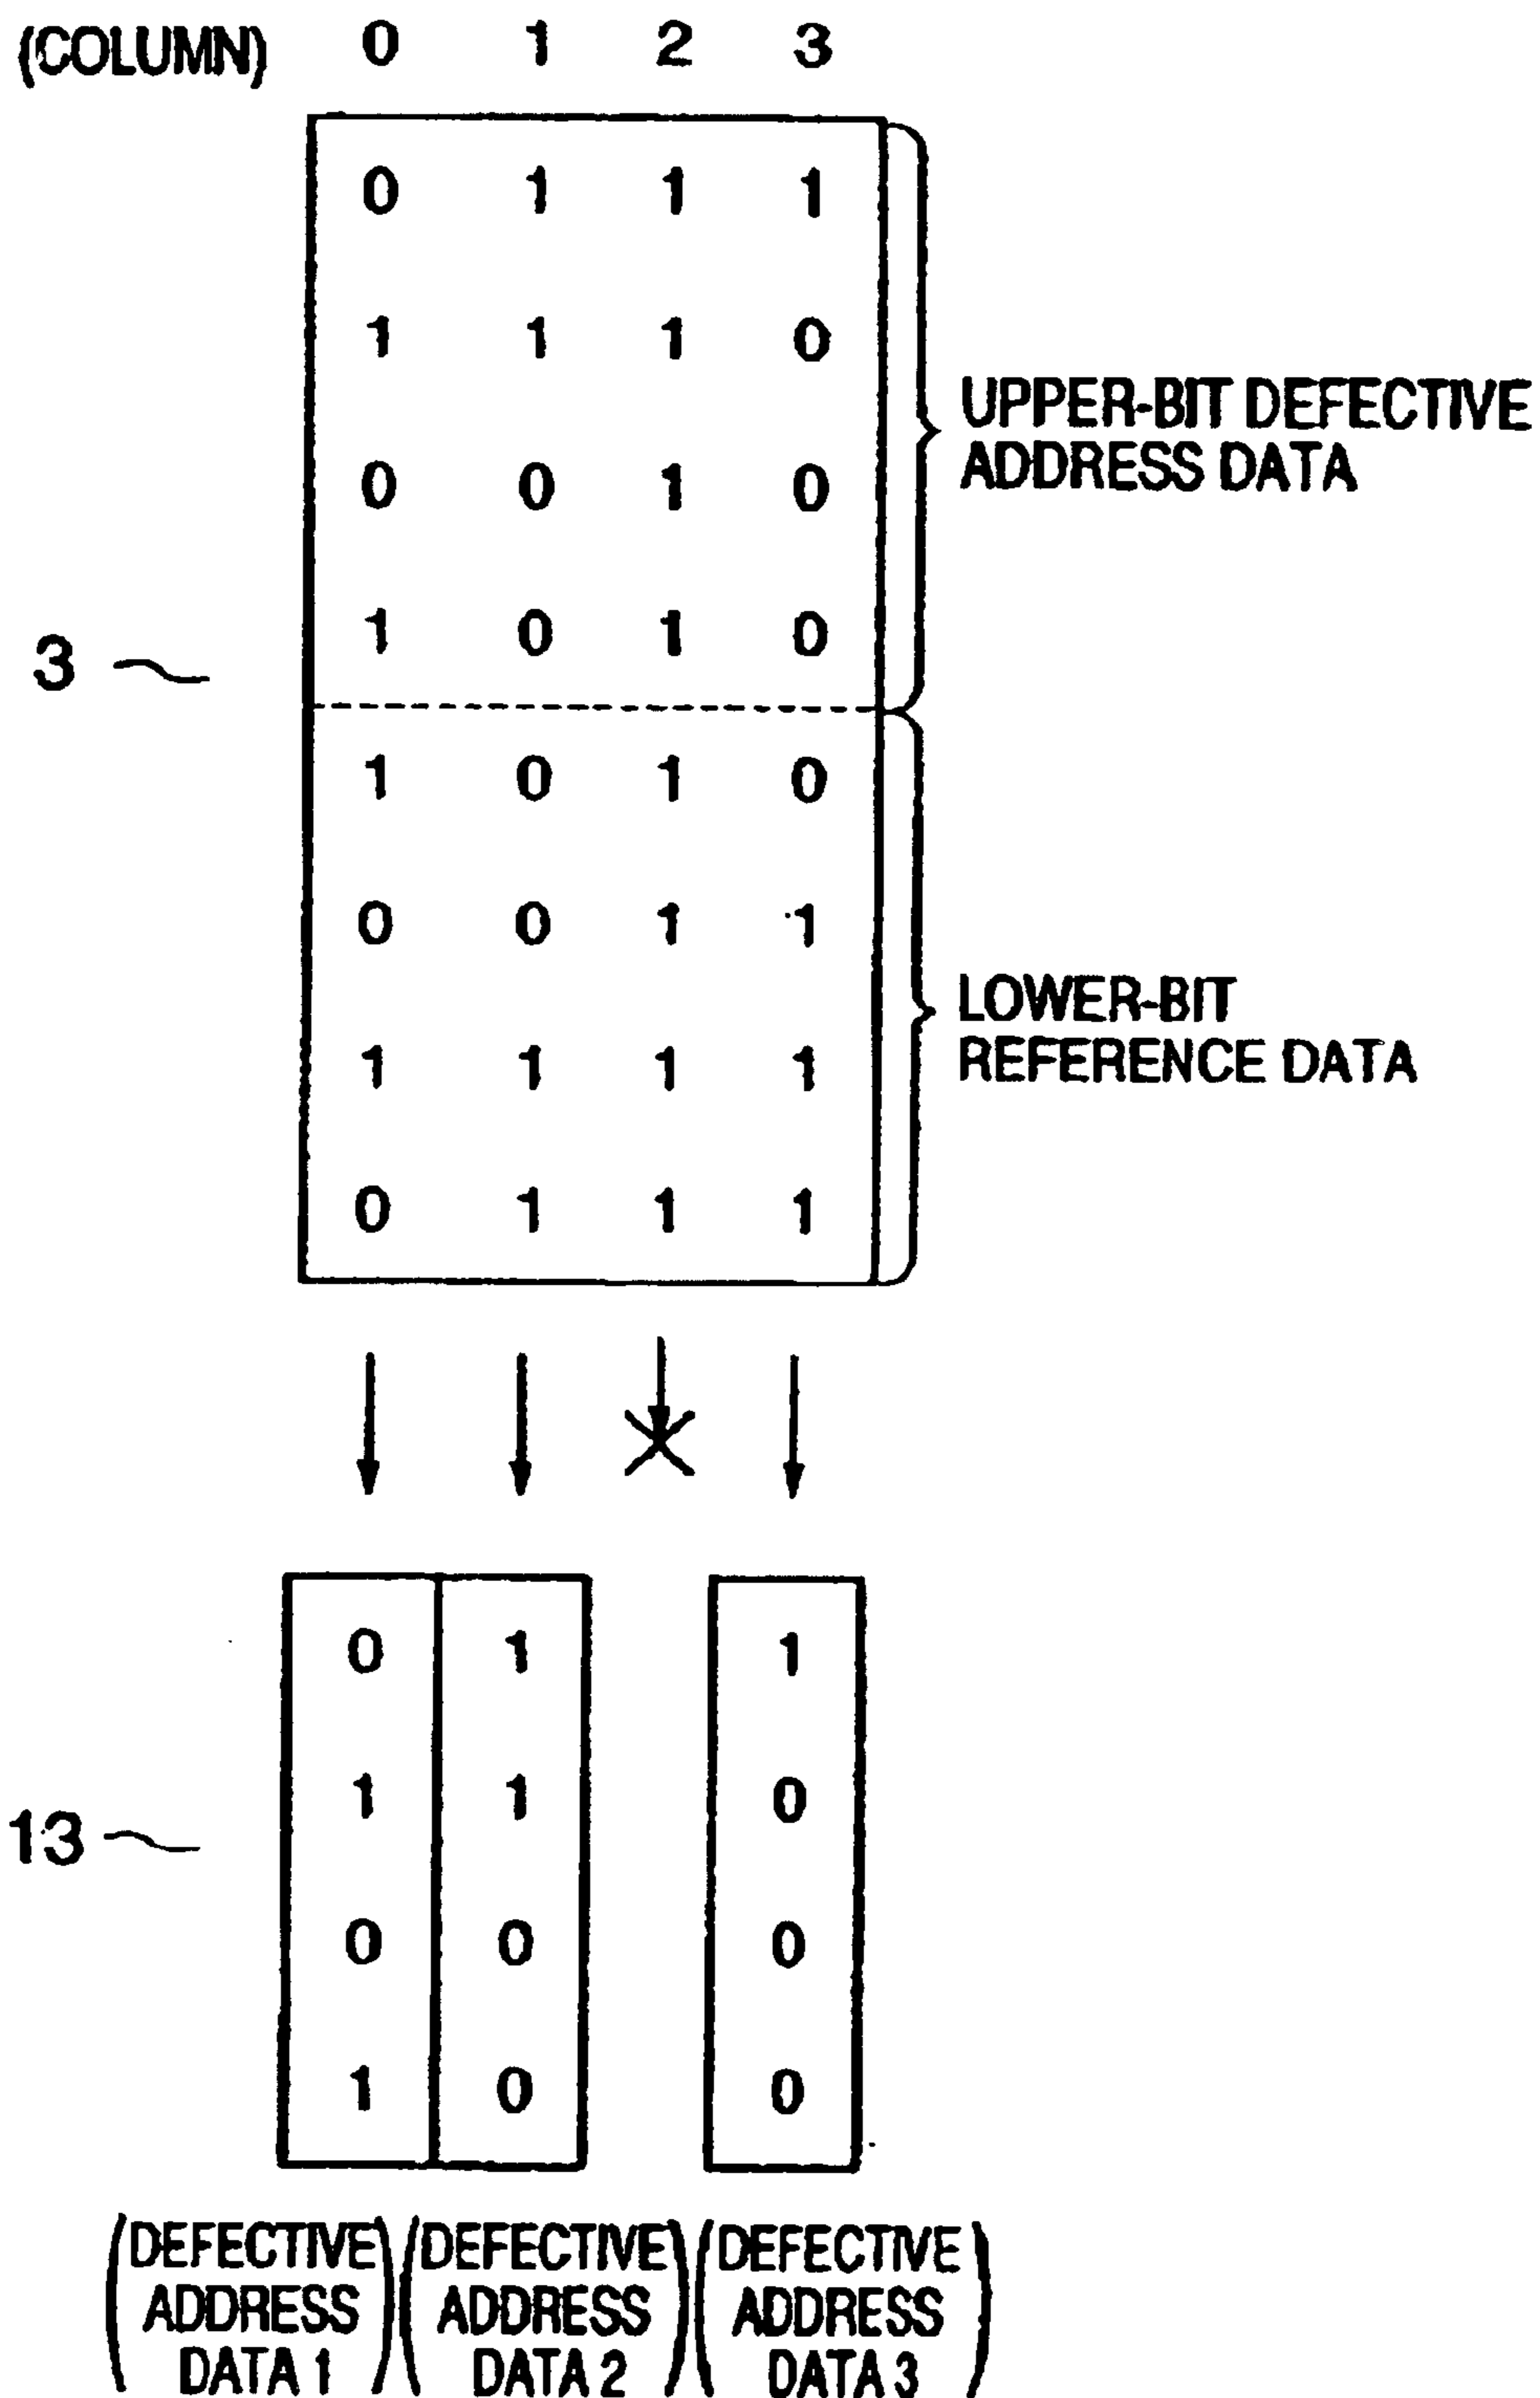 (COLUMN) 0 1 2 3
0 1 1 1
1 1 1 0
0 0 1 0
UPPER-BIT DEFECTIVE
ADDRESS DATA
1 0 1 0
3
1 0 1 0
0 0 1 1
1 1 1 1
0 1 1 1
LOWER-BIT
REFERENCE DATA
0 1 1
1 1 0
13
0 0 0
1 0 0
(DEFECTIVE ADDRESS DATA 1)
(DEFECTIVE ADDRESS DATA 2)
(DEFECTIVE ADDRESS DATA 3)